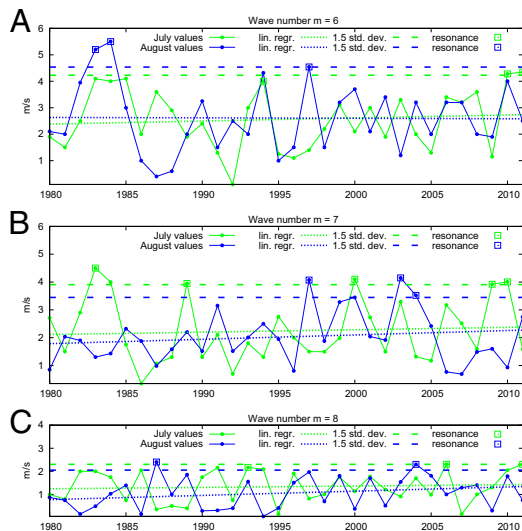 A
Wave number m = 6
July values lin. regr. 1.5 std. dev. resonance
August values lin. regr. 1.5 std. dev. resonance
6
5
4
3
2
1
m/s
1980 1985 1990 1995 2000 2005 2010
B
Wave number m = 7
July values lin. regr. 1.5 std. dev. resonance
August values lin. regr. 1.5 std. dev. resonance
6
5
4
3
2
1
m/s
1980 1985 1990 1995 2000 2005 2010
C
Wave number m = 8
July values lin. regr. 1.5 std. dev. resonance
August values lin. regr. 1.5 std. dev. resonance
4
3
2
1
0
m/s
1980 1985 1990 1995 2000 2005 2010